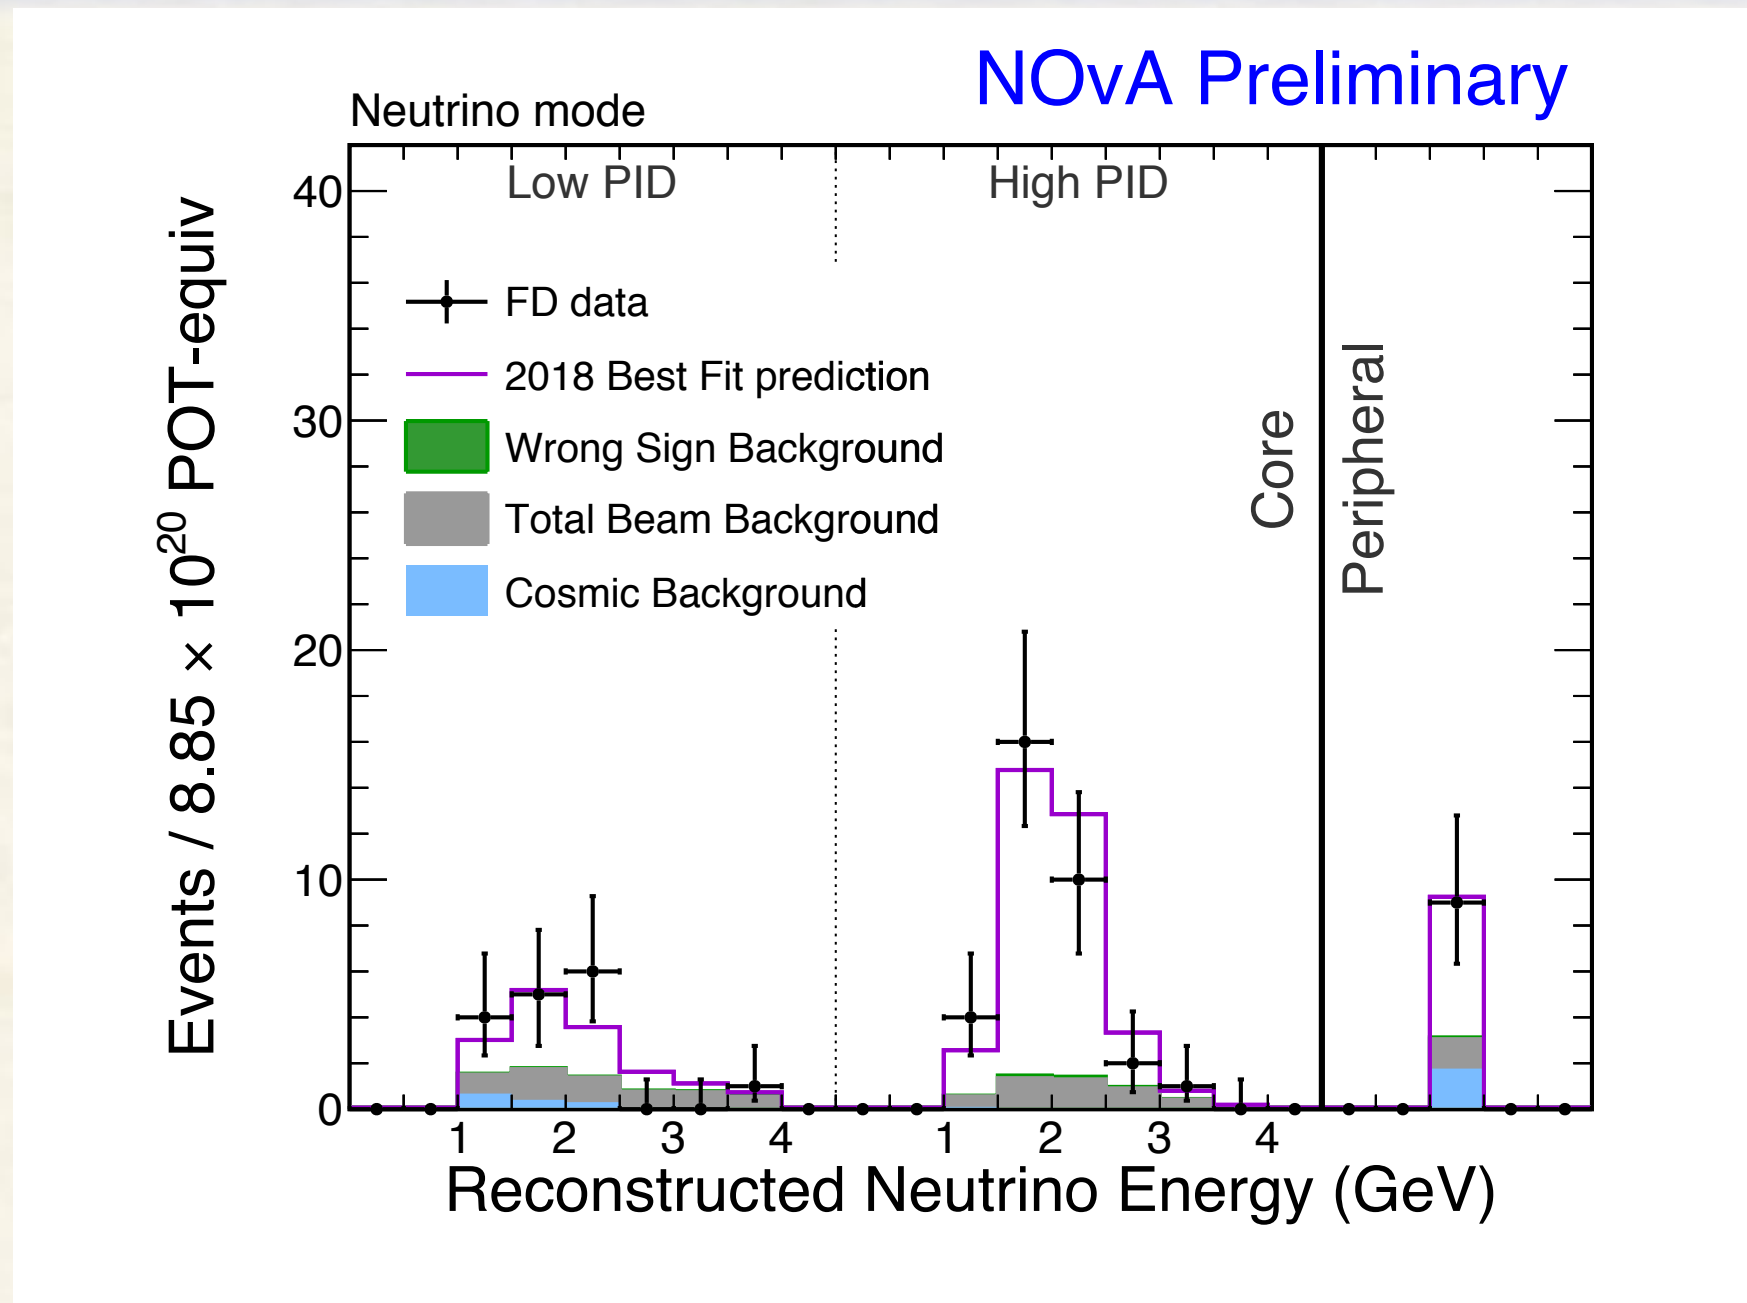 NOvA Preliminary
Neutrino mode
Low PID
High PID
FD data
2018 Best Fit prediction
Wrong Sign Background
Total Beam Background
Cosmic Background
Core
Peripheral
Events / 8.85 × 10²⁰ POT-equiv
40
30
20
10
0
1 2 3 4 1 2 3 4
Reconstructed Neutrino Energy (GeV)